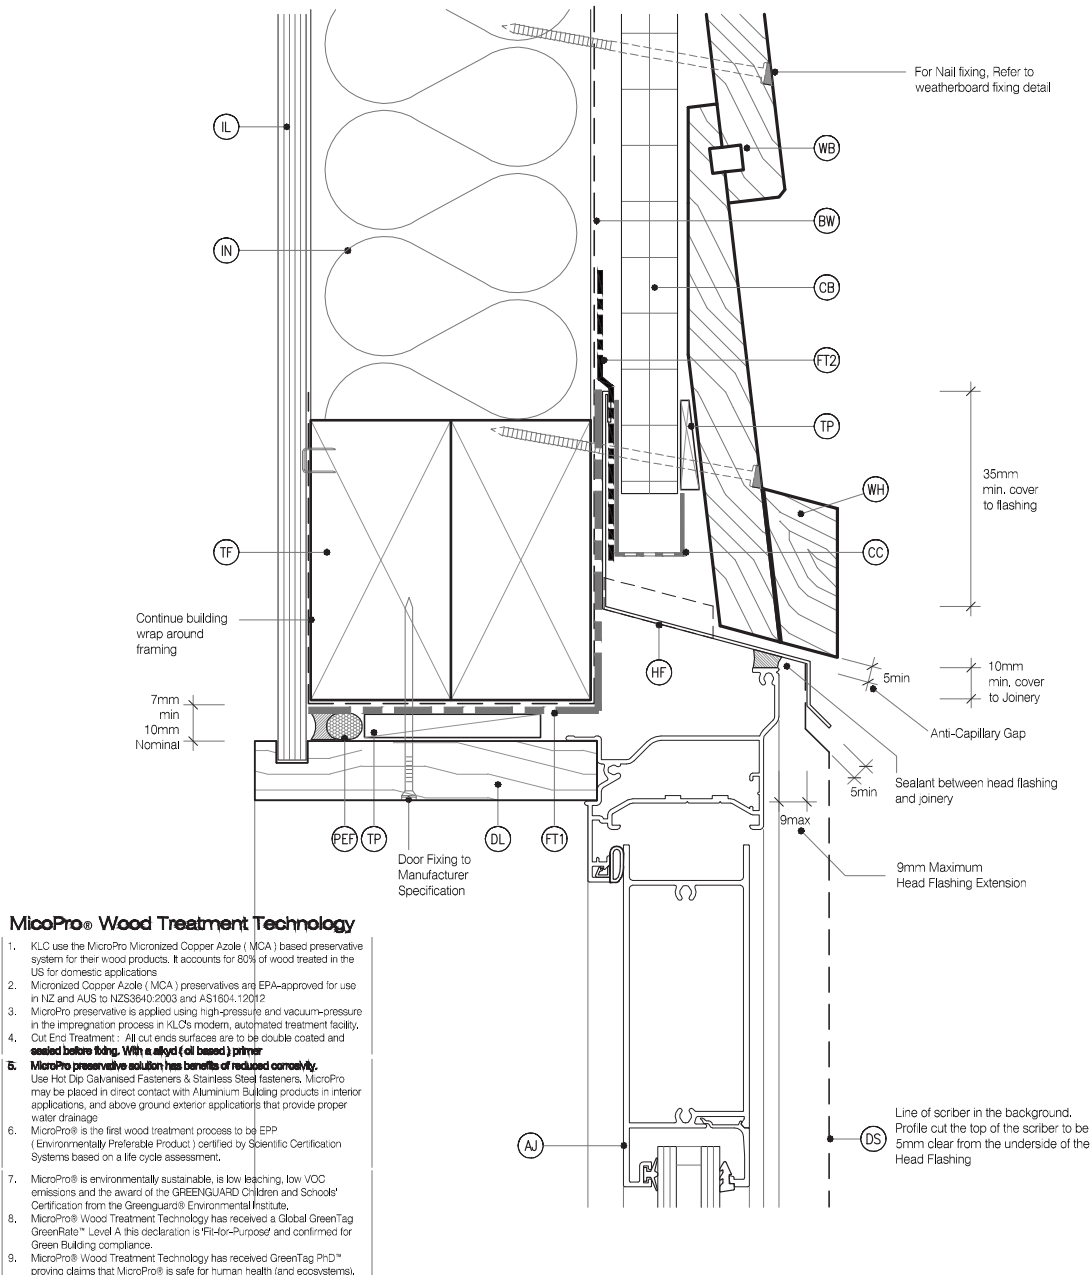 For Nail fixing, Refer to
weatherboard fixing detail
IL
WB
IN
BW
CB
FT2
TP
35mm
min. cover
to flashing
WH
TF
CC
Continue building
wrap around
framing
HF
10mm
min. cover
to Joinery
5min
7mm
min
10mm
Nominal
Anti-Capillary Gap
Sealant between head flashing
and joinery
5min
9max
PEF
TP
DL
FT1
Door Fixing to
Manufacturer
Specification
9mm Maximum
Head Flashing Extension
MicoPro® Wood Treatment Technology
1. KLC use the MicroPro Micronized Copper Azole ( MCA ) based preservative
system for their wood products. It accounts for 80% of wood treated in the
US for domestic applications
2. Micronized Copper Azole ( MCA ) preservatives are EPA-approved for use
in NZ and AUS to NZS3640:2003 and AS1604.12012
3. MicroPro preservative is applied using high-pressure and vacuum-pressure
in the impregnation process in KLC's modern, automated treatment facility.
4. Cut End Treatment : All cut ends surfaces are to be double coated and
sealed before fixing. With a alkyd ( oil based ) primer
5. MicroPro preservative solution has benefits of reduced corrosivity.
Use Hot Dip Galvanised Fasteners & Stainless Steel fasteners. MicroPro
may be placed in direct contact with Aluminium Building products in interior
applications, and above ground exterior applications that provide proper
water drainage
6. MicroPro® is the first wood treatment process to be EPP
( Environmentally Preferable Product ) certified by Scientific Certification
Systems based on a life cycle assessment.
7. MicroPro® is environmentally sustainable, is low leaching, low VOC
emissions and the award of the GREENGUARD Children and Schools'
Certification from the Greenguard® Environmental Institute.
8. MicroPro® Wood Treatment Technology has received a Global GreenTag
GreenRate™ Level A this declaration is 'Fit-for-Purpose' and confirmed for
Green Building compliance.
9. MicroPro® Wood Treatment Technology has received GreenTag PhD™
proving claims that MicroPro® is safe for human health (and ecosystems).
AJ
DS
Line of scriber in the background.
Profile cut the top of the scriber to be
5mm clear from the underside of the
Head Flashing